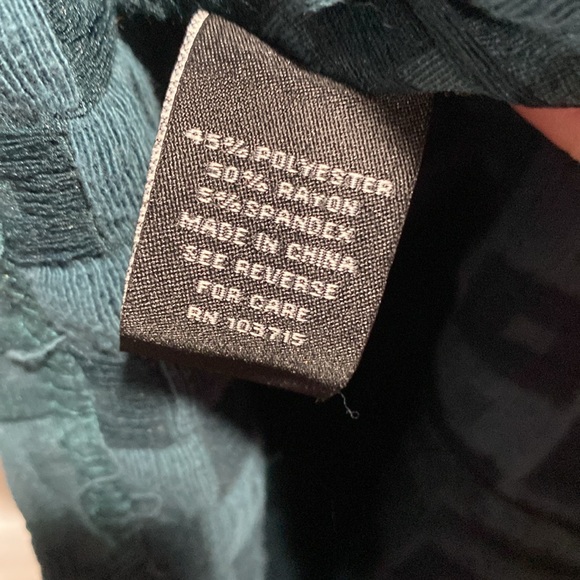 45% POLYESTER
50% RAYON
5% SPANDEX
MADE IN CHINA
SEE REVERSE
FOR CARE
RN 103715